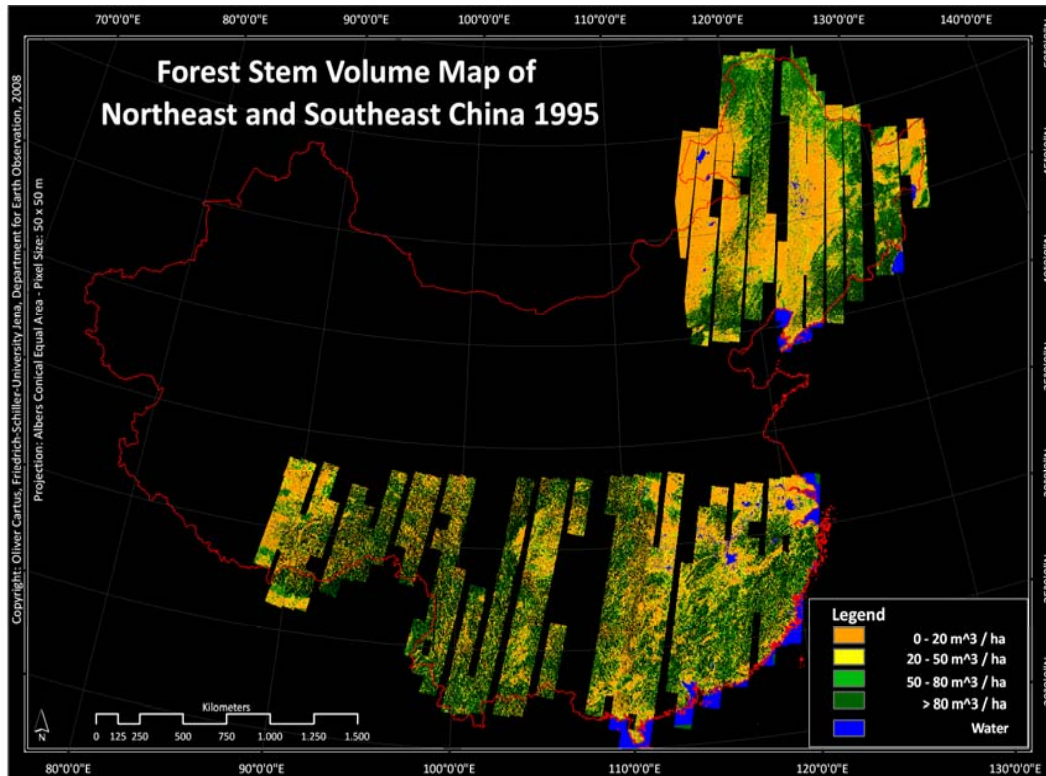 70°0'0"E 80°0'0"E 90°0'0"E 100°0'0"E 110°0'0"E 120°0'0"E 130°0'0"E 140°0'0"E
Forest Stem Volume Map of
Northeast and Southeast China 1995
Copyright: Oliver Cartus, Friedrich-Schiller-University Jena, Department for Earth Observation, 2008
Projection: Albers Conical Equal Area - Pixel Size: 50 x 50 m
Legend
0 - 20 m^3 / ha
20 - 50 m^3 / ha
50 - 80 m^3 / ha
> 80 m^3 / ha
Water
Kilometers
0 125 250 500 750 1.000 1.250 1.500
N
80°0'0"E 90°0'0"E 100°0'0"E 110°0'0"E 120°0'0"E 130°0'0"E